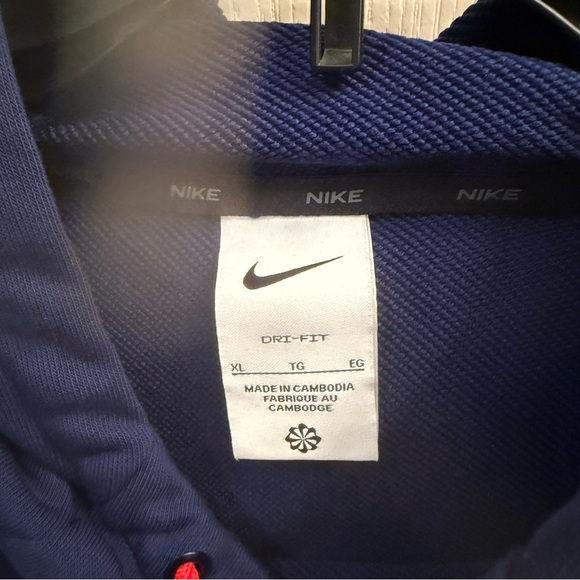 NIKE NIKE NIKE
DRI-FIT
XL TG EG
MADE IN CAMBODIA
FABRIQUE AU
CAMBODGE